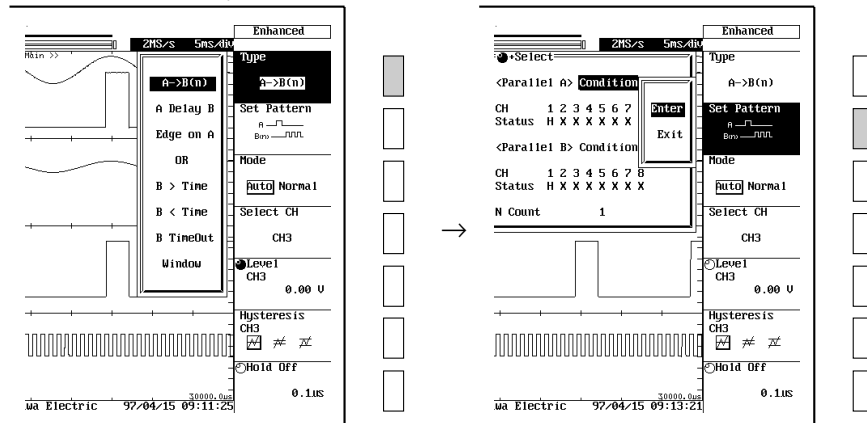 Enhanced
2MS/s 5ms/div
Main >>
Type
A->B(n)
A->B(n)
A Delay B
Edge on A
OR
B > Time
B < Time
B TimeOut
Window
Set Pattern
A
B(n)
Mode
Auto Normal
Select CH
CH3
Level
CH3
0.00 V
Hysteresis
CH3
Hold Off
0.1us
30000.0us
wa Electric 97/04/15 09:11:25
→
Enhanced
2MS/s 5ms/div
+Select
<Parallel A> Condition
Enter
Exit
CH 1 2 3 4 5 6 7
Status H X X X X X X
<Parallel B> Condition
CH 1 2 3 4 5 6 7 8
Status H X X X X X X X
N Count 1
Type
A->B(n)
Set Pattern
A
B(n)
Mode
Auto Normal
Select CH
CH3
Level
CH3
0.00 V
Hysteresis
CH3
Hold Off
0.1us
30000.0us
wa Electric 97/04/15 09:13:21